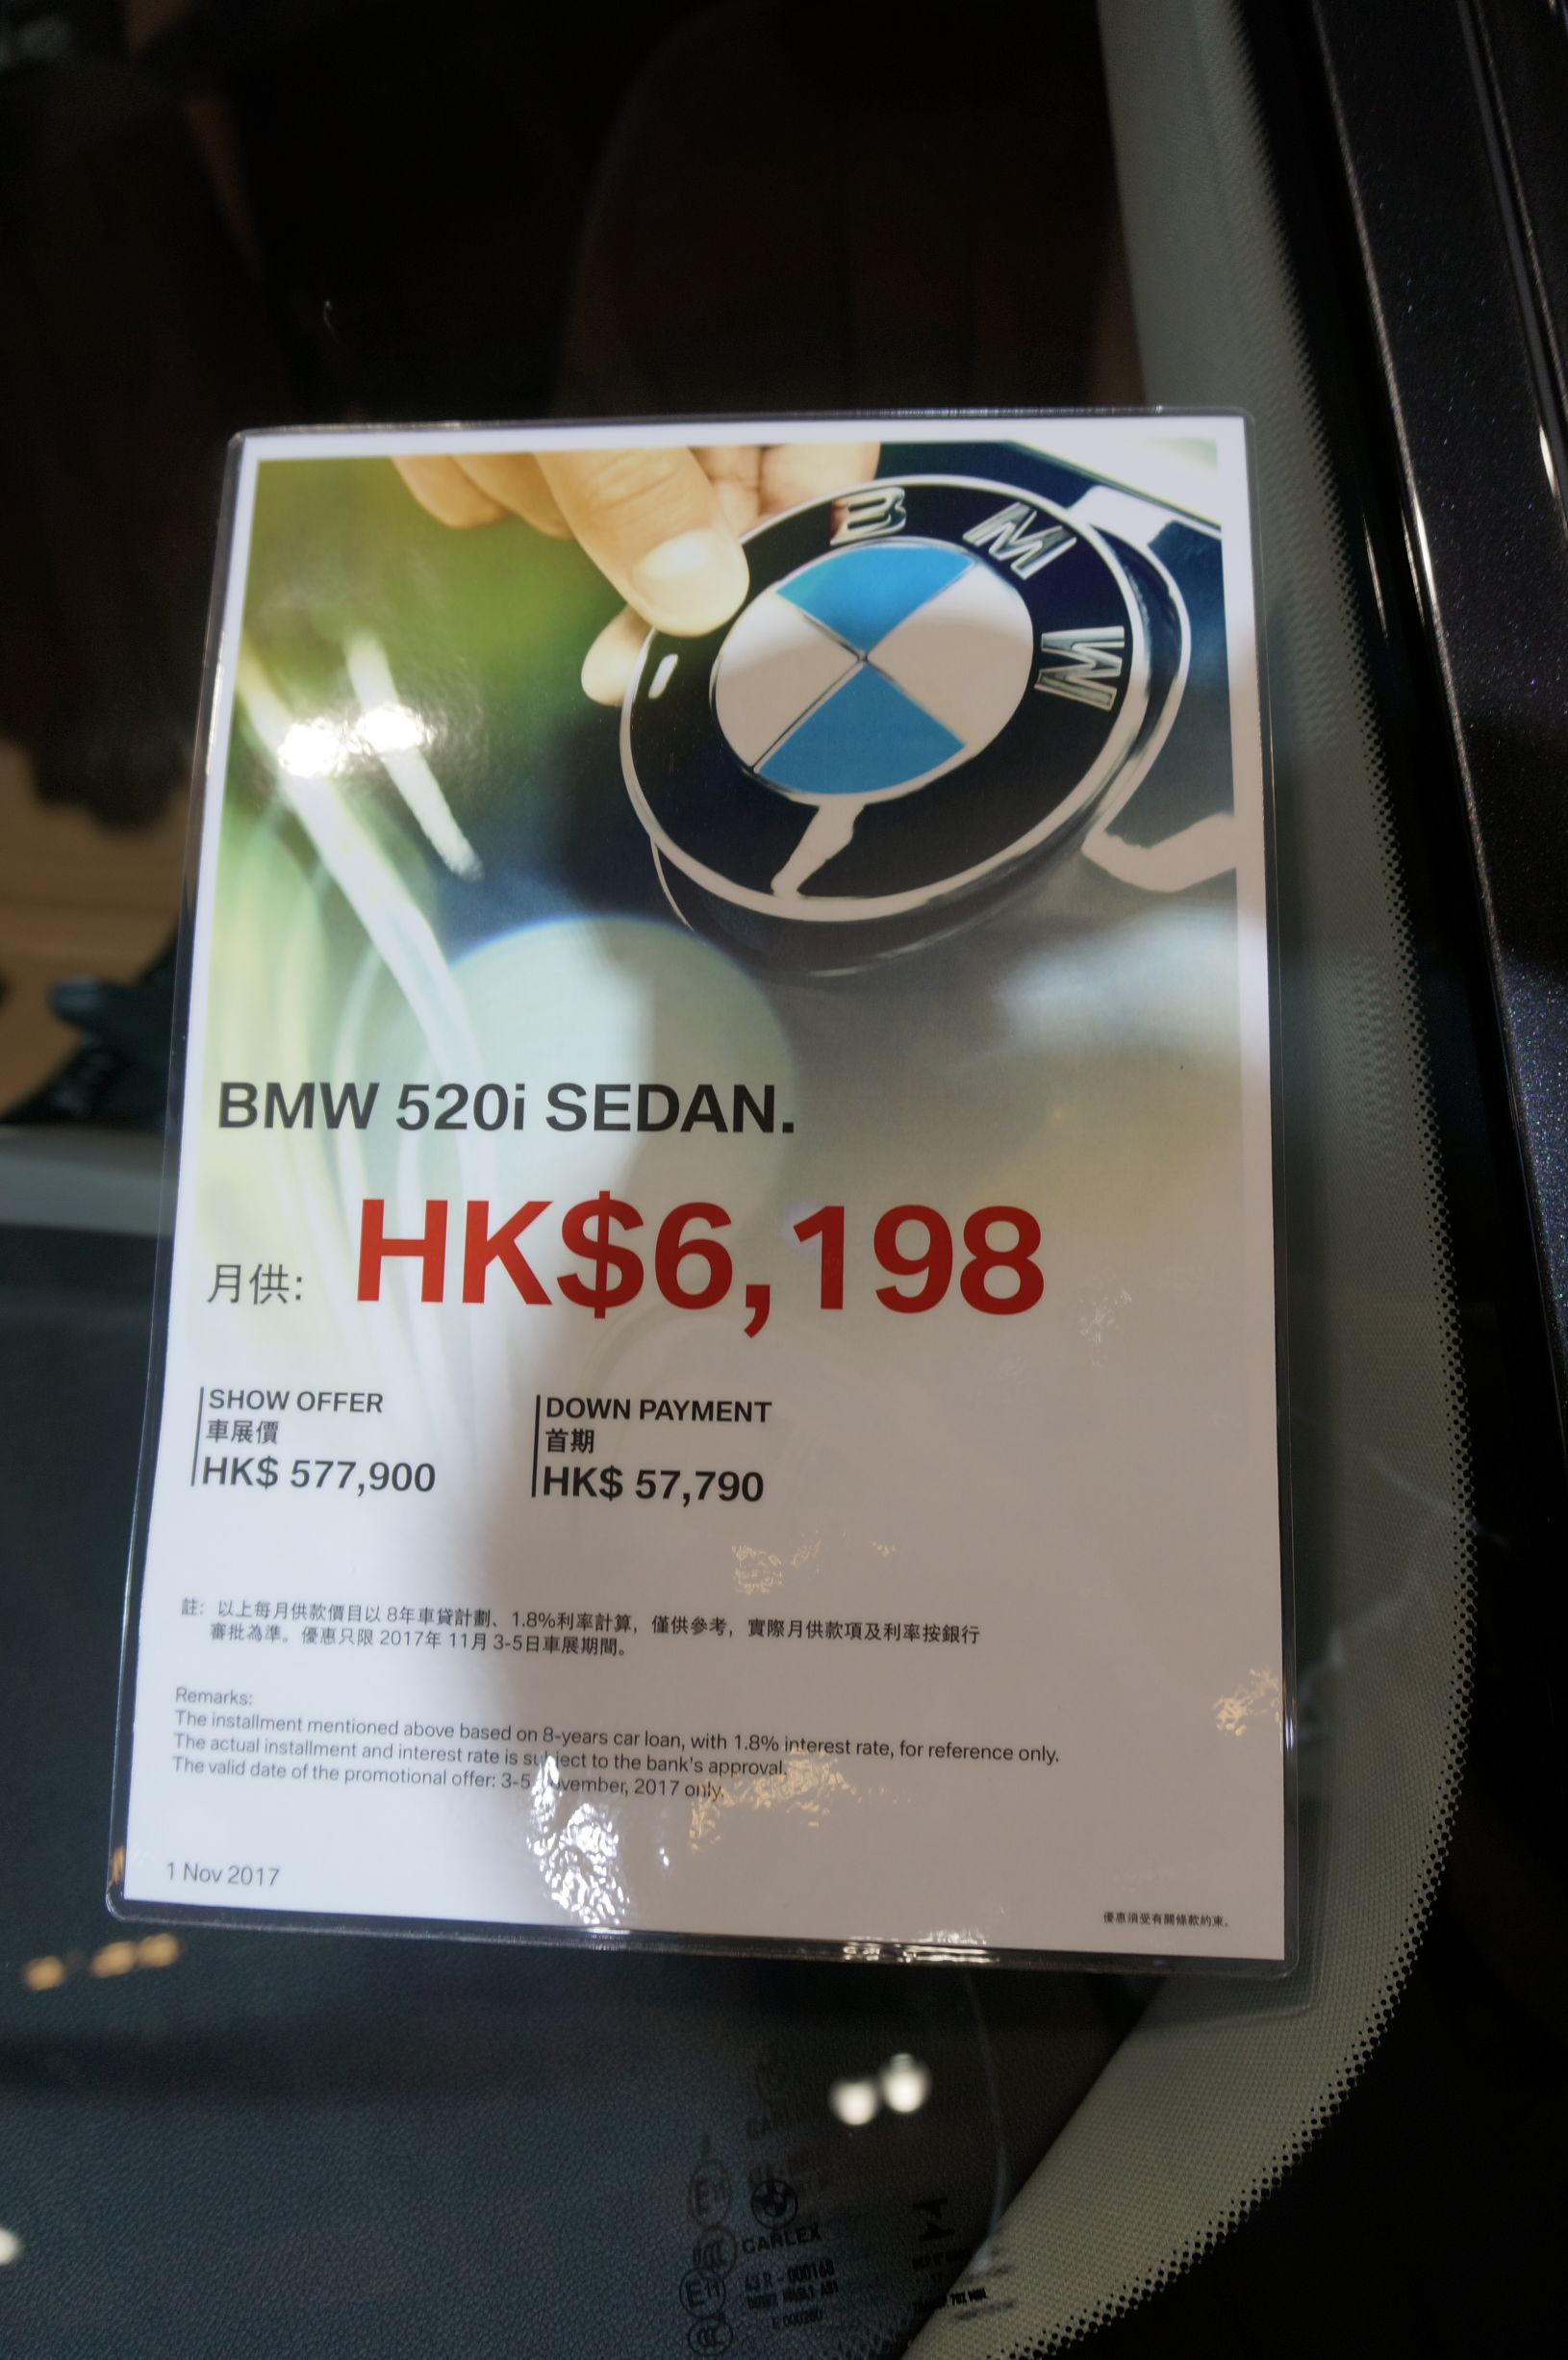 BMW
BMW 520i SEDAN.
月供: HK$6,198
SHOW OFFER
車展價
HK$ 577,900
DOWN PAYMENT
首期
HK$ 57,790
註: 以上每月供款價目以 8年車貸計劃、1.8%利率計算，僅供參考，實際月供款項及利率按銀行
審批為準。優惠只限 2017年 11月 3-5日車展期間。
Remarks:
The installment mentioned above based on 8-years car loan, with 1.8% interest rate, for reference only.
The actual installment and interest rate is subject to the bank's approval.
The valid date of the promotional offer: 3-5 November, 2017 only.
1 Nov 2017
優惠須受有關條款約束。
CARLEX
43 R - 000168